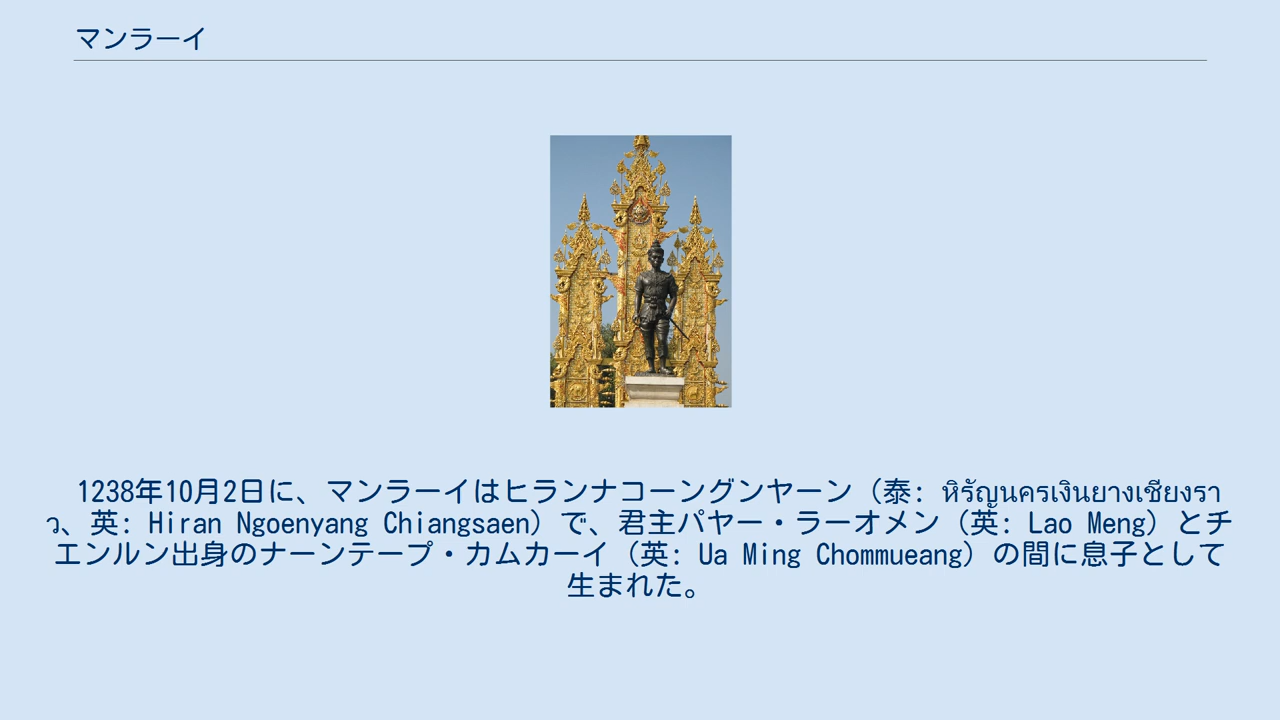 マンラーイ
1238年10月2日に、マンラーイはヒランナコーングンヤーン（泰: หิรัญนครเงินยางเชียงรา
ว、英: Hiran Ngoenyang Chiangsaen）で、君主パヤー・ラーオメン（英: Lao Meng）とチ
エンルン出身のナーンテープ・カムカーイ（英: Ua Ming Chommueang）の間に息子として
生まれた。